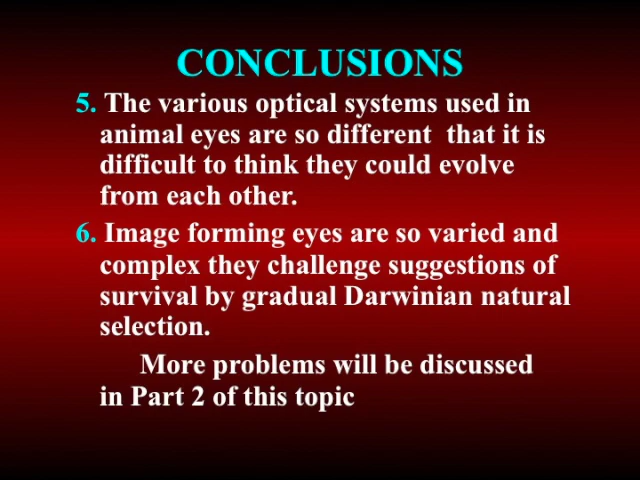 CONCLUSIONS
5. The various optical systems used in
animal eyes are so different  that it is
difficult to think they could evolve
from each other.
6. Image forming eyes are so varied and
complex they challenge suggestions of
survival by gradual Darwinian natural
selection.
More problems will be discussed
in Part 2 of this topic